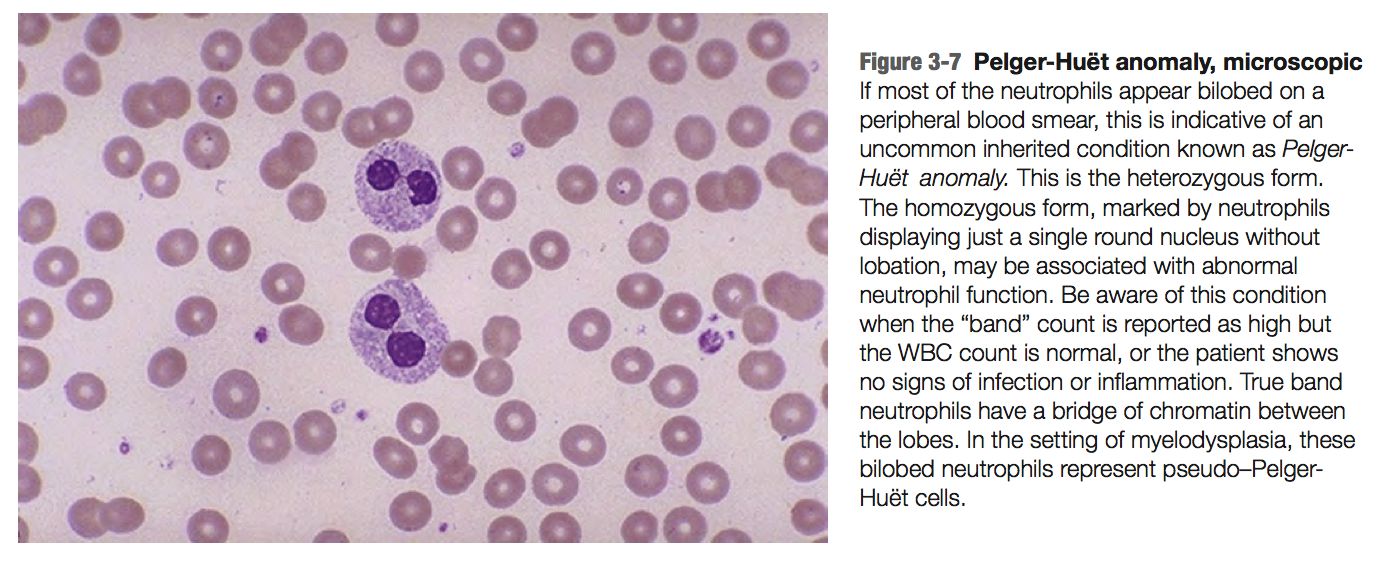 Figure 3-7 Pelger-Huët anomaly, microscopic
If most of the neutrophils appear bilobed on a
peripheral blood smear, this is indicative of an
uncommon inherited condition known as Pelger-
Huët anomaly. This is the heterozygous form.
The homozygous form, marked by neutrophils
displaying just a single round nucleus without
lobation, may be associated with abnormal
neutrophil function. Be aware of this condition
when the “band” count is reported as high but
the WBC count is normal, or the patient shows
no signs of infection or inflammation. True band
neutrophils have a bridge of chromatin between
the lobes. In the setting of myelodysplasia, these
bilobed neutrophils represent pseudo–Pelger-
Huët cells.